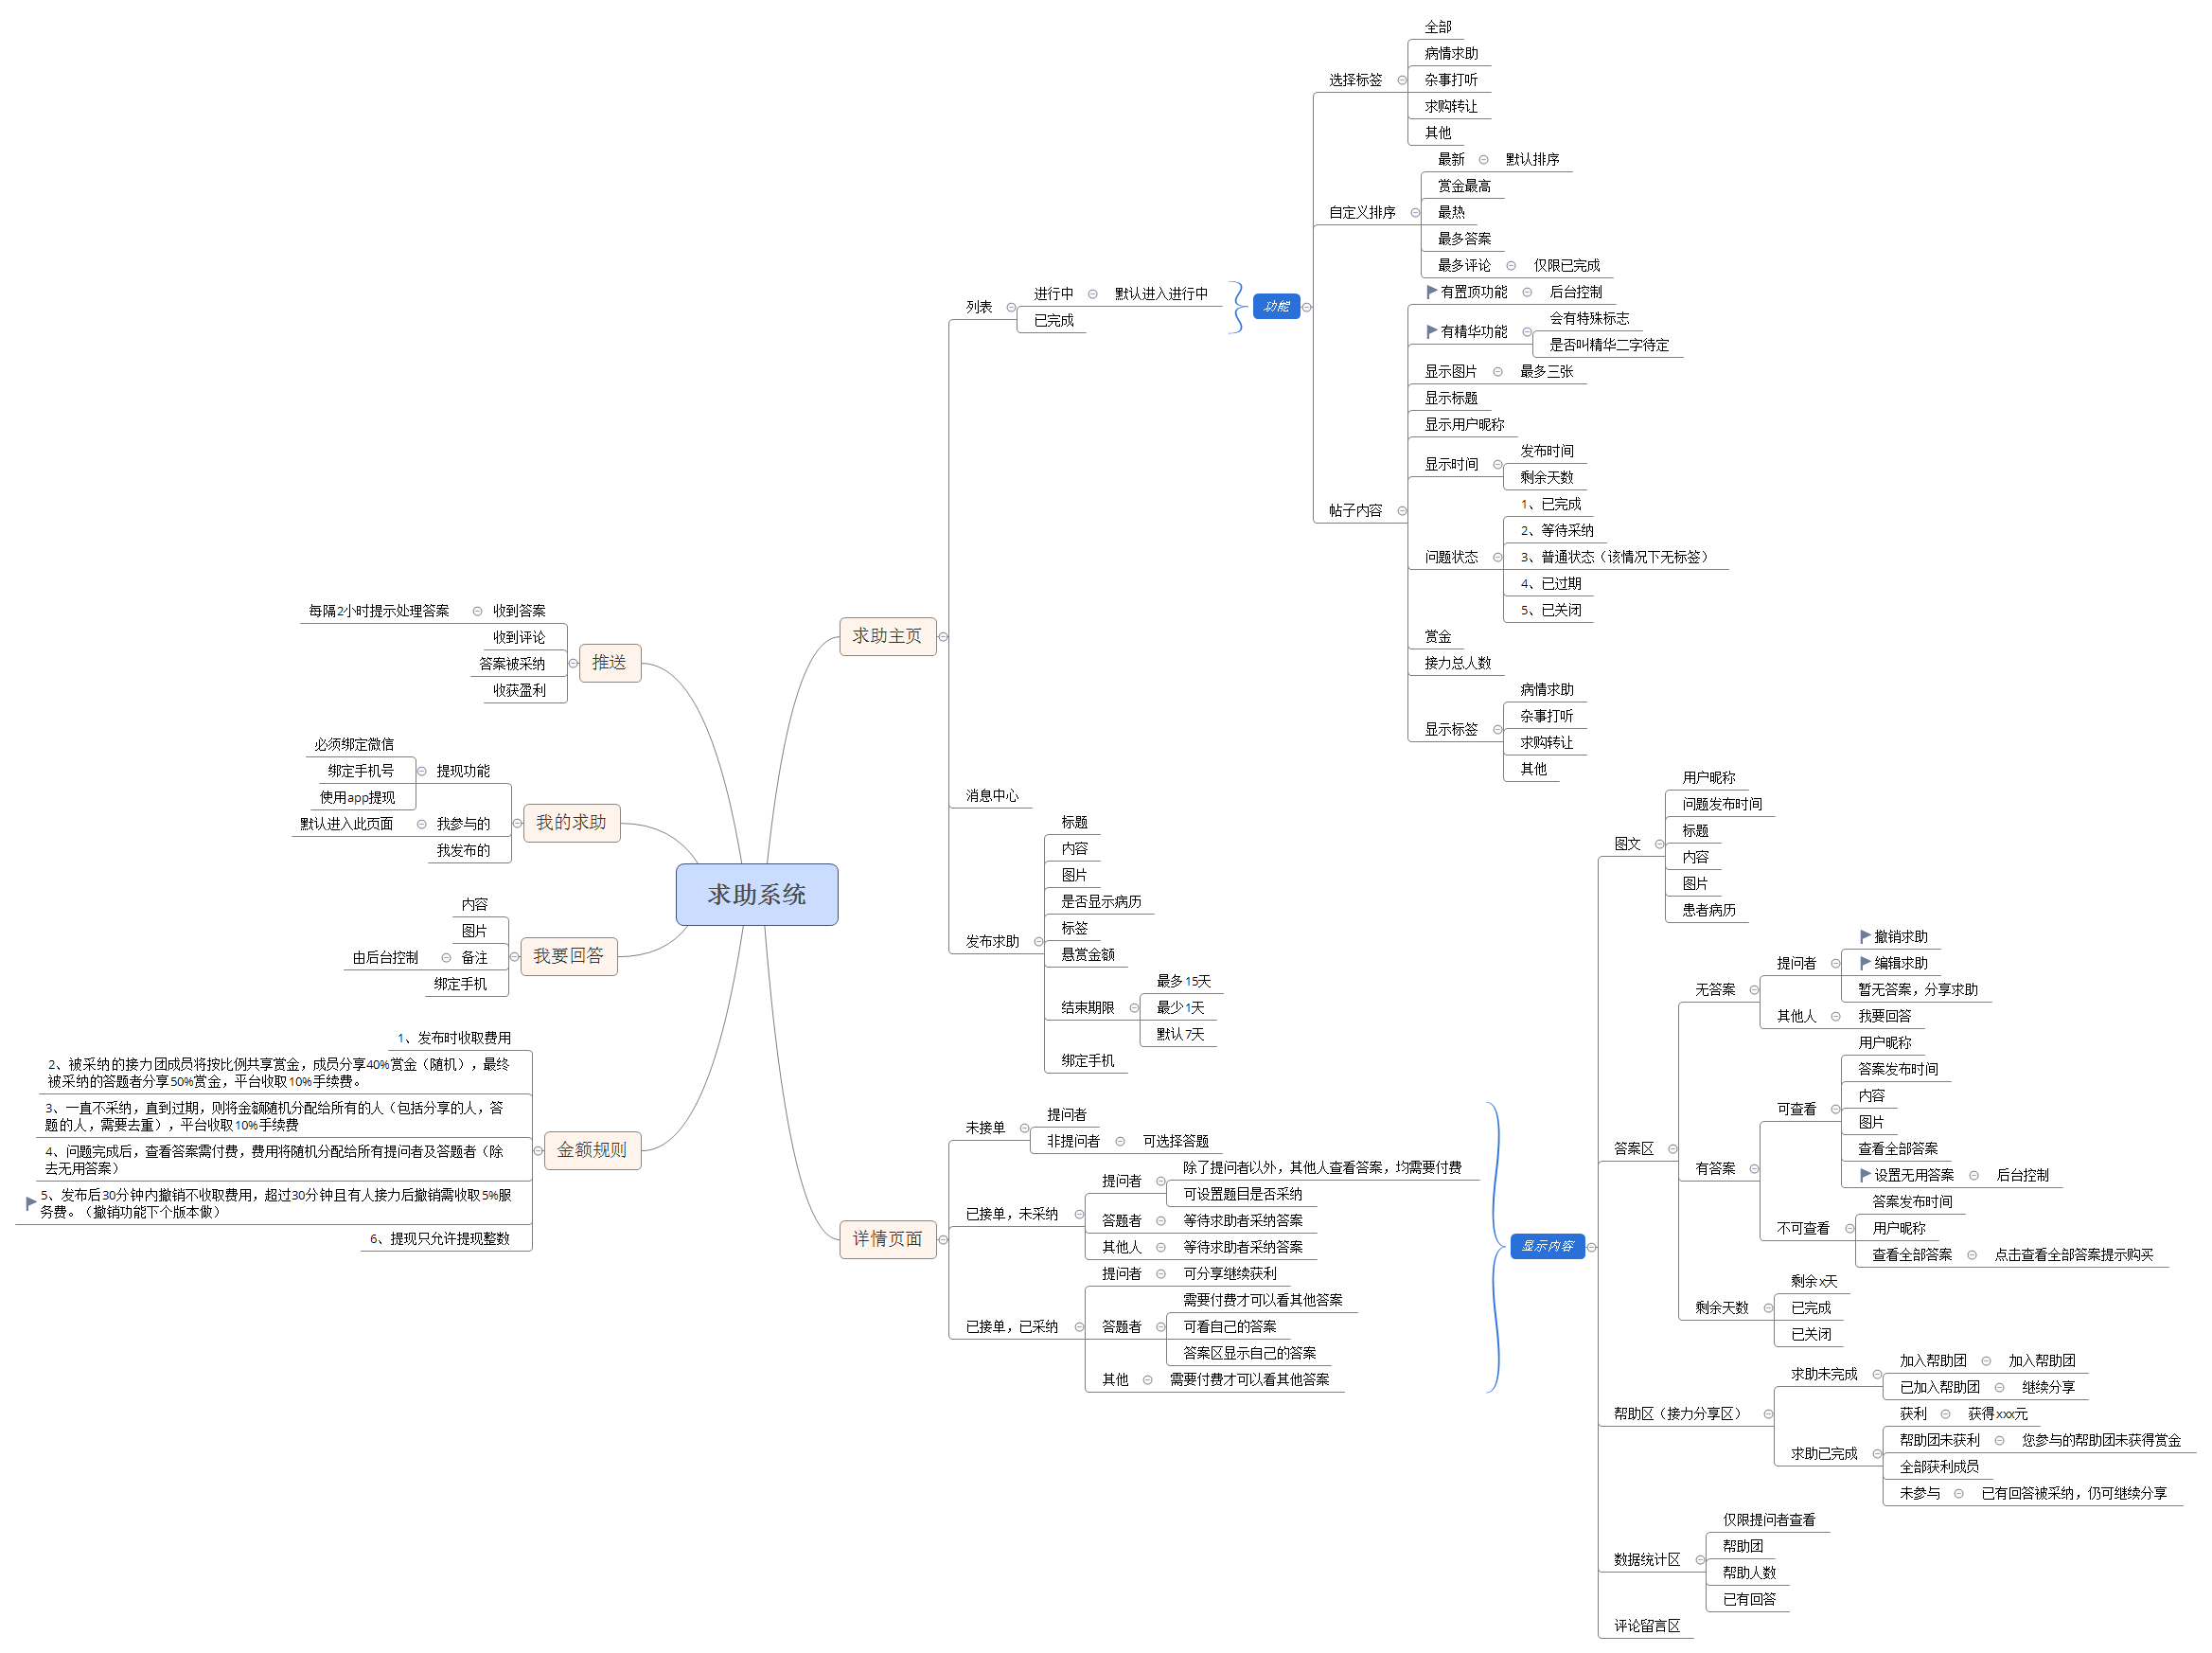 求助系统
求助主页
列表
进行中
默认进入进行中
已完成
功能
选择标签
全部
病情求助
杂事打听
求购转让
其他
自定义排序
最新
默认排序
赏金最高
最热
最多答案
最多评论
仅限已完成
帖子内容
有置顶功能
后台控制
有精华功能
会有特殊标志
是否叫精华二字待定
显示图片
最多三张
显示标题
显示用户昵称
显示时间
发布时间
剩余天数
问题状态
1、已完成
2、等待采纳
3、普通状态（该情况下无标签）
4、已过期
5、已关闭
赏金
接力总人数
显示标签
病情求助
杂事打听
求购转让
其他
消息中心
发布求助
标题
内容
图片
是否显示病历
标签
悬赏金额
结束期限
最多15天
最少1天
默认7天
绑定手机
详情页面
未接单
提问者
非提问者
可选择答题
已接单，未采纳
提问者
除了提问者以外，其他人查看答案，均需要付费
可设置题目是否采纳
答题者
等待求助者采纳答案
其他人
等待求助者采纳答案
已接单，已采纳
提问者
可分享继续获利
答题者
需要付费才可以看其他答案
可看自己的答案
答案区显示自己的答案
其他
需要付费才可以看其他答案
显示内容
图文
用户昵称
问题发布时间
标题
内容
图片
患者病历
答案区
无答案
提问者
撤销求助
编辑求助
暂无答案，分享求助
其他人
我要回答
有答案
可查看
用户昵称
答案发布时间
内容
图片
查看全部答案
设置无用答案
后台控制
不可查看
答案发布时间
用户昵称
查看全部答案
点击查看全部答案提示购买
剩余天数
剩余x天
已完成
已关闭
帮助区（接力分享区）
求助未完成
加入帮助团
加入帮助团
已加入帮助团
继续分享
求助已完成
获利
获得xxx元
帮助团未获利
您参与的帮助团未获得赏金
全部获利成员
未参与
已有回答被采纳，仍可继续分享
数据统计区
仅限提问者查看
帮助团
帮助人数
已有回答
评论留言区
推送
收到答案
每隔2小时提示处理答案
收到评论
答案被采纳
收获盈利
我的求助
提现功能
必须绑定微信
绑定手机号
使用app提现
我参与的
默认进入此页面
我发布的
我要回答
内容
图片
备注
由后台控制
绑定手机
金额规则
1、发布时收取费用
2、被采纳的接力团成员将按比例共享赏金，成员分享40%赏金（随机），最终
被采纳的答题者分享50%赏金，平台收取10%手续费。
3、一直不采纳，直到过期，则将金额随机分配给所有的人（包括分享的人，答
题的人，需要去重），平台收取10%手续费
4、问题完成后，查看答案需付费，费用将随机分配给所有提问者及答题者（除
去无用答案）
5、发布后30分钟内撤销不收取费用，超过30分钟且有人接力后撤销需收取5%服
务费。（撤销功能下个版本做）
6、提现只允许提现整数